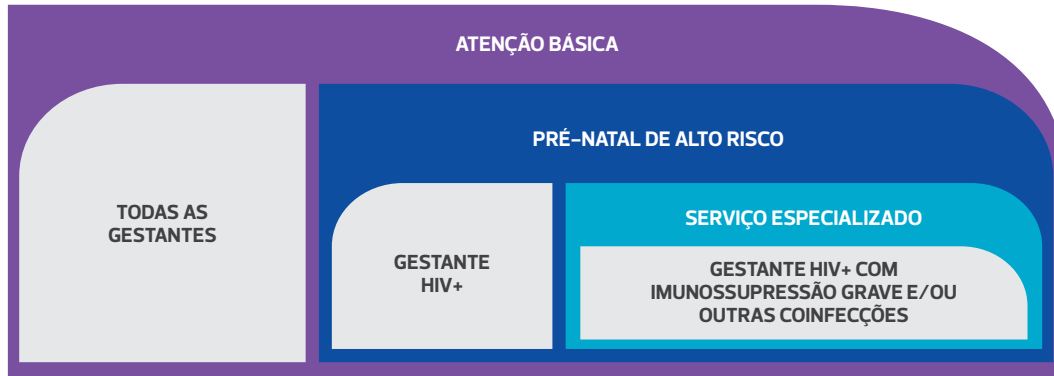 ATENÇÃO BÁSICA
PRÉ-NATAL DE ALTO RISCO
TODAS AS
GESTANTES
GESTANTE
HIV+
SERVIÇO ESPECIALIZADO
GESTANTE HIV+ COM
IMUNOSSUPRESSÃO GRAVE E/OU
OUTRAS COINFECÇÕES